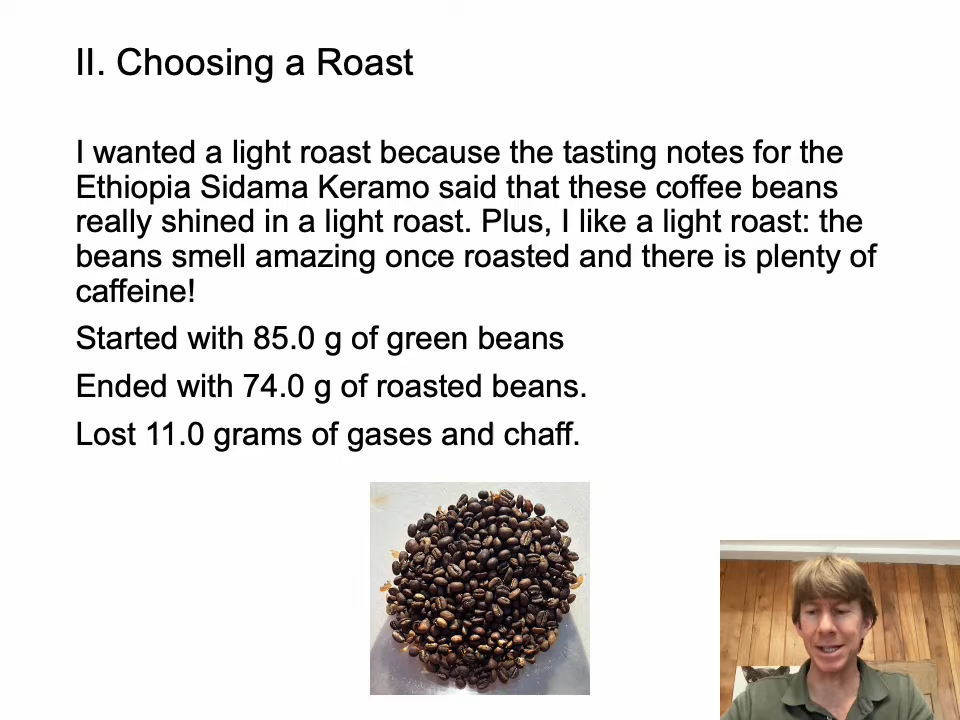 II. Choosing a Roast
I wanted a light roast because the tasting notes for the
Ethiopia Sidama Keramo said that these coffee beans
really shined in a light roast. Plus, I like a light roast: the
beans smell amazing once roasted and there is plenty of
caffeine!
Started with 85.0 g of green beans
Ended with 74.0 g of roasted beans.
Lost 11.0 grams of gases and chaff.